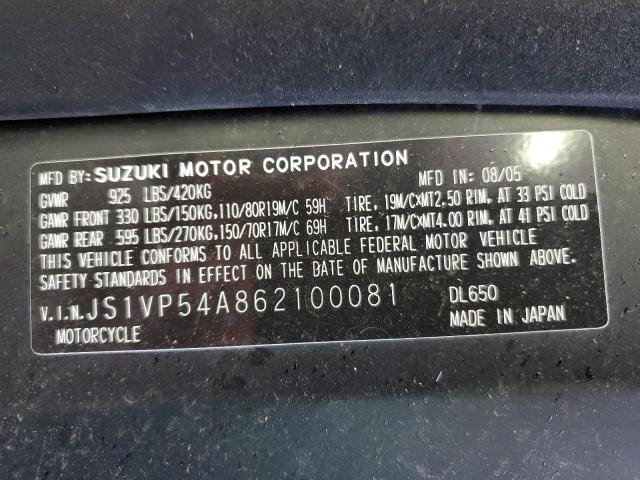 MFD BY: SUZUKI MOTOR CORPORATION MFD IN: 08/05
GVWR 925 LBS/420KG
GAWR FRONT 330 LBS/150KG,110/80R19M/C 59H TIRE, 19M/CXMT2.50 RIM, AT 33 PSI COLD
GAWR REAR 595 LBS/270KG,150/70R17M/C 69H TIRE, 17M/CXMT4.00 RIM, AT 41 PSI COLD
THIS VEHICLE CONFORMS TO ALL APPLICABLE FEDERAL MOTOR VEHICLE
SAFETY STANDARDS IN EFFECT ON THE DATE OF MANUFACTURE SHOWN ABOVE.
V.I.N.JS1VP54A862100081 DL650
MOTORCYCLE MADE IN JAPAN